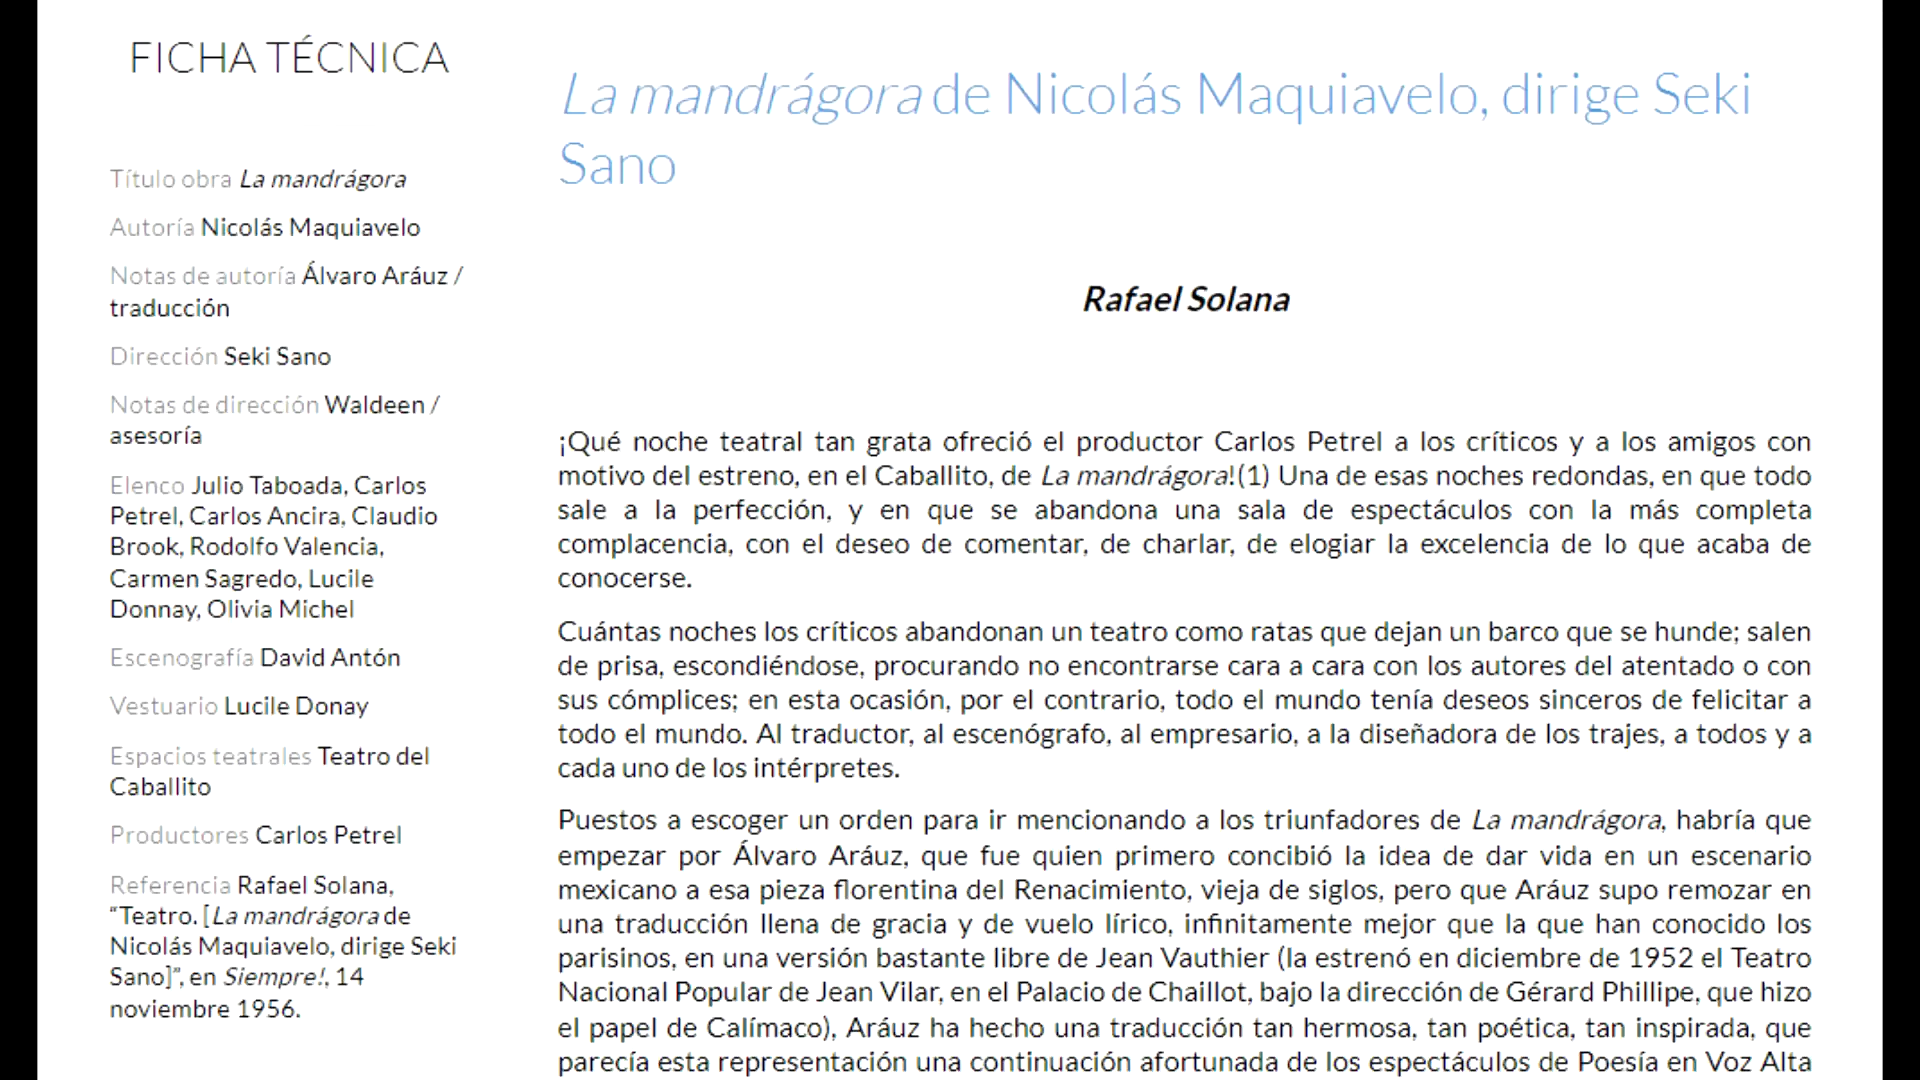 FICHA TÉCNICA
Título obra La mandrágora
Autoría Nicolás Maquiavelo
Notas de autoría Álvaro Aráuz /
traducción
Dirección Seki Sano
Notas de dirección Waldeen /
asesoría
Elenco Julio Taboada, Carlos
Petrel, Carlos Ancira, Claudio
Brook, Rodolfo Valencia,
Carmen Sagredo, Lucile
Donnay, Olivia Michel
Escenografía David Antón
Vestuario Lucile Donay
Espacios teatrales Teatro del
Caballito
Productores Carlos Petrel
Referencia Rafael Solana,
“Teatro. [La mandrágora de
Nicolás Maquiavelo, dirige Seki
Sano]”, en Siempre!, 14
noviembre 1956.
La mandrágora de Nicolás Maquiavelo, dirige Seki
Sano
Rafael Solana
¡Qué noche teatral tan grata ofreció el productor Carlos Petrel a los críticos y a los amigos con
motivo del estreno, en el Caballito, de La mandrágora!(1) Una de esas noches redondas, en que todo
sale a la perfección, y en que se abandona una sala de espectáculos con la más completa
complacencia, con el deseo de comentar, de charlar, de elogiar la excelencia de lo que acaba de
conocerse.
Cuántas noches los críticos abandonan un teatro como ratas que dejan un barco que se hunde; salen
de prisa, escondiéndose, procurando no encontrarse cara a cara con los autores del atentado o con
sus cómplices; en esta ocasión, por el contrario, todo el mundo tenía deseos sinceros de felicitar a
todo el mundo. Al traductor, al escenógrafo, al empresario, a la diseñadora de los trajes, a todos y a
cada uno de los intérpretes.
Puestos a escoger un orden para ir mencionando a los triunfadores de La mandrágora, habría que
empezar por Álvaro Aráuz, que fue quien primero concibió la idea de dar vida en un escenario
mexicano a esa pieza florentina del Renacimiento, vieja de siglos, pero que Aráuz supo remozar en
una traducción llena de gracia y de vuelo lírico, infinitamente mejor que la que han conocido los
parisinos, en una versión bastante libre de Jean Vauthier (la estrenó en diciembre de 1952 el Teatro
Nacional Popular de Jean Vilar, en el Palacio de Chaillot, bajo la dirección de Gérard Phillipe, que hizo
el papel de Calímaco), Aráuz ha hecho una traducción tan hermosa, tan poética, tan inspirada, que
parecía esta representación una continuación afortunada de los espectáculos de Poesía en Voz Alta